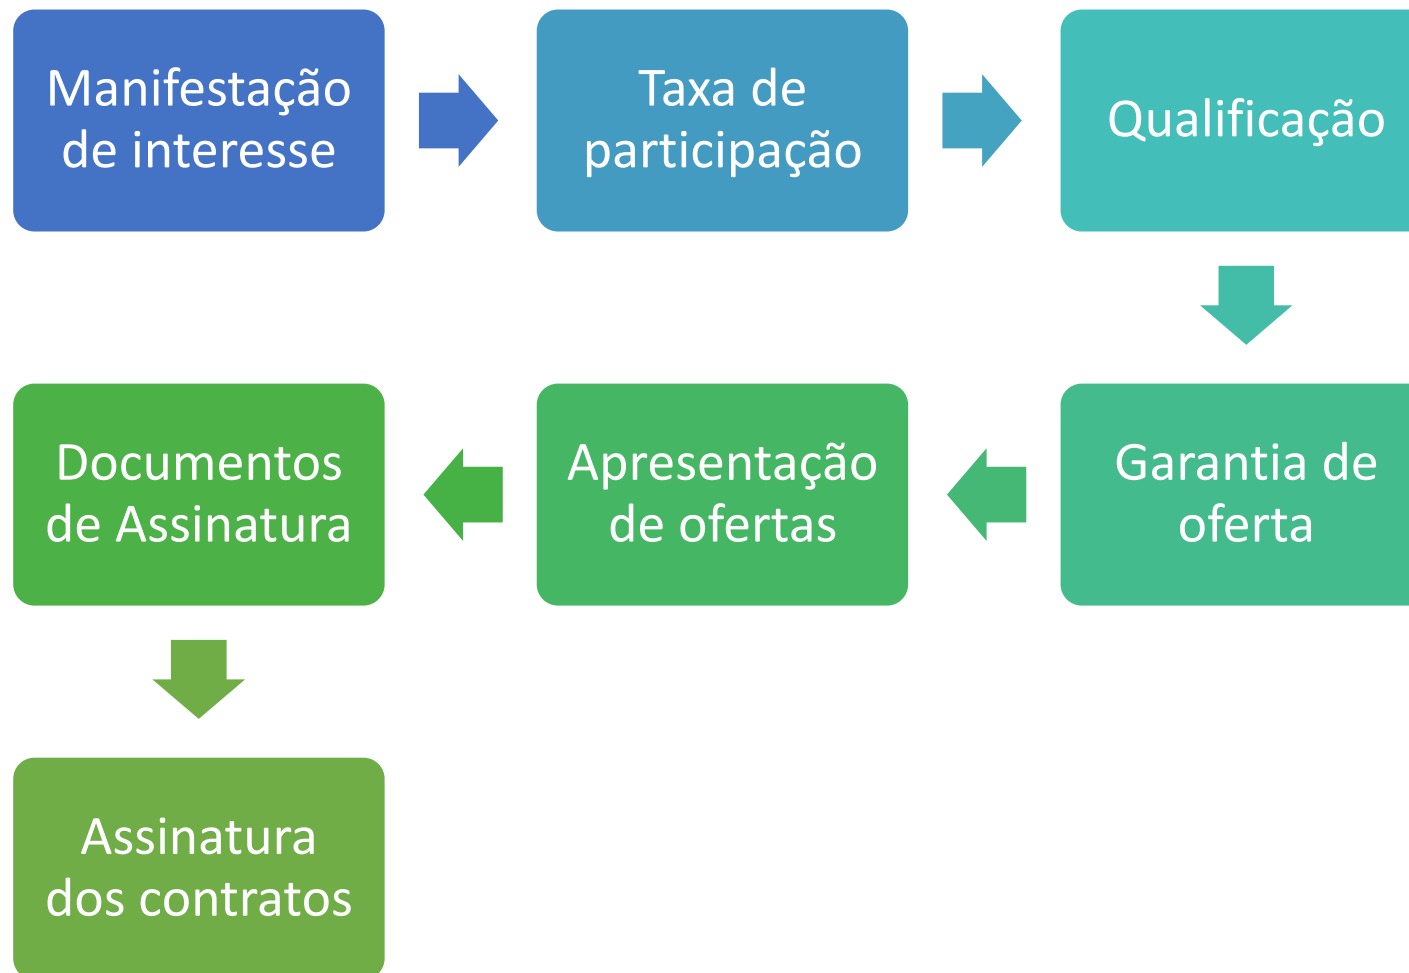 Manifestação
de interesse
Taxa de
participação
Qualificação
Garantia de
oferta
Apresentação
de ofertas
Documentos
de Assinatura
Assinatura
dos contratos